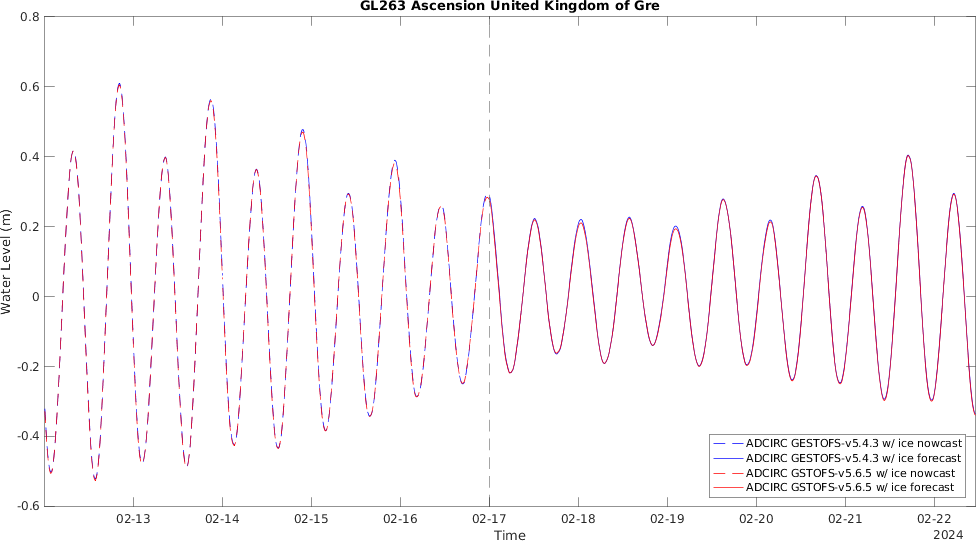 GL263 Ascension United Kingdom of Gre
0.8
0.6
0.4
0.2
0
-0.2
-0.4
-0.6
Water Level (m)
ADCIRC GESTOFS-v5.4.3 w/ ice nowcast
ADCIRC GESTOFS-v5.4.3 w/ ice forecast
ADCIRC GSTOFS-v5.6.5 w/ ice nowcast
ADCIRC GSTOFS-v5.6.5 w/ ice forecast
02-13 02-14 02-15 02-16 02-17 02-18 02-19 02-20 02-21 02-22
Time
2024